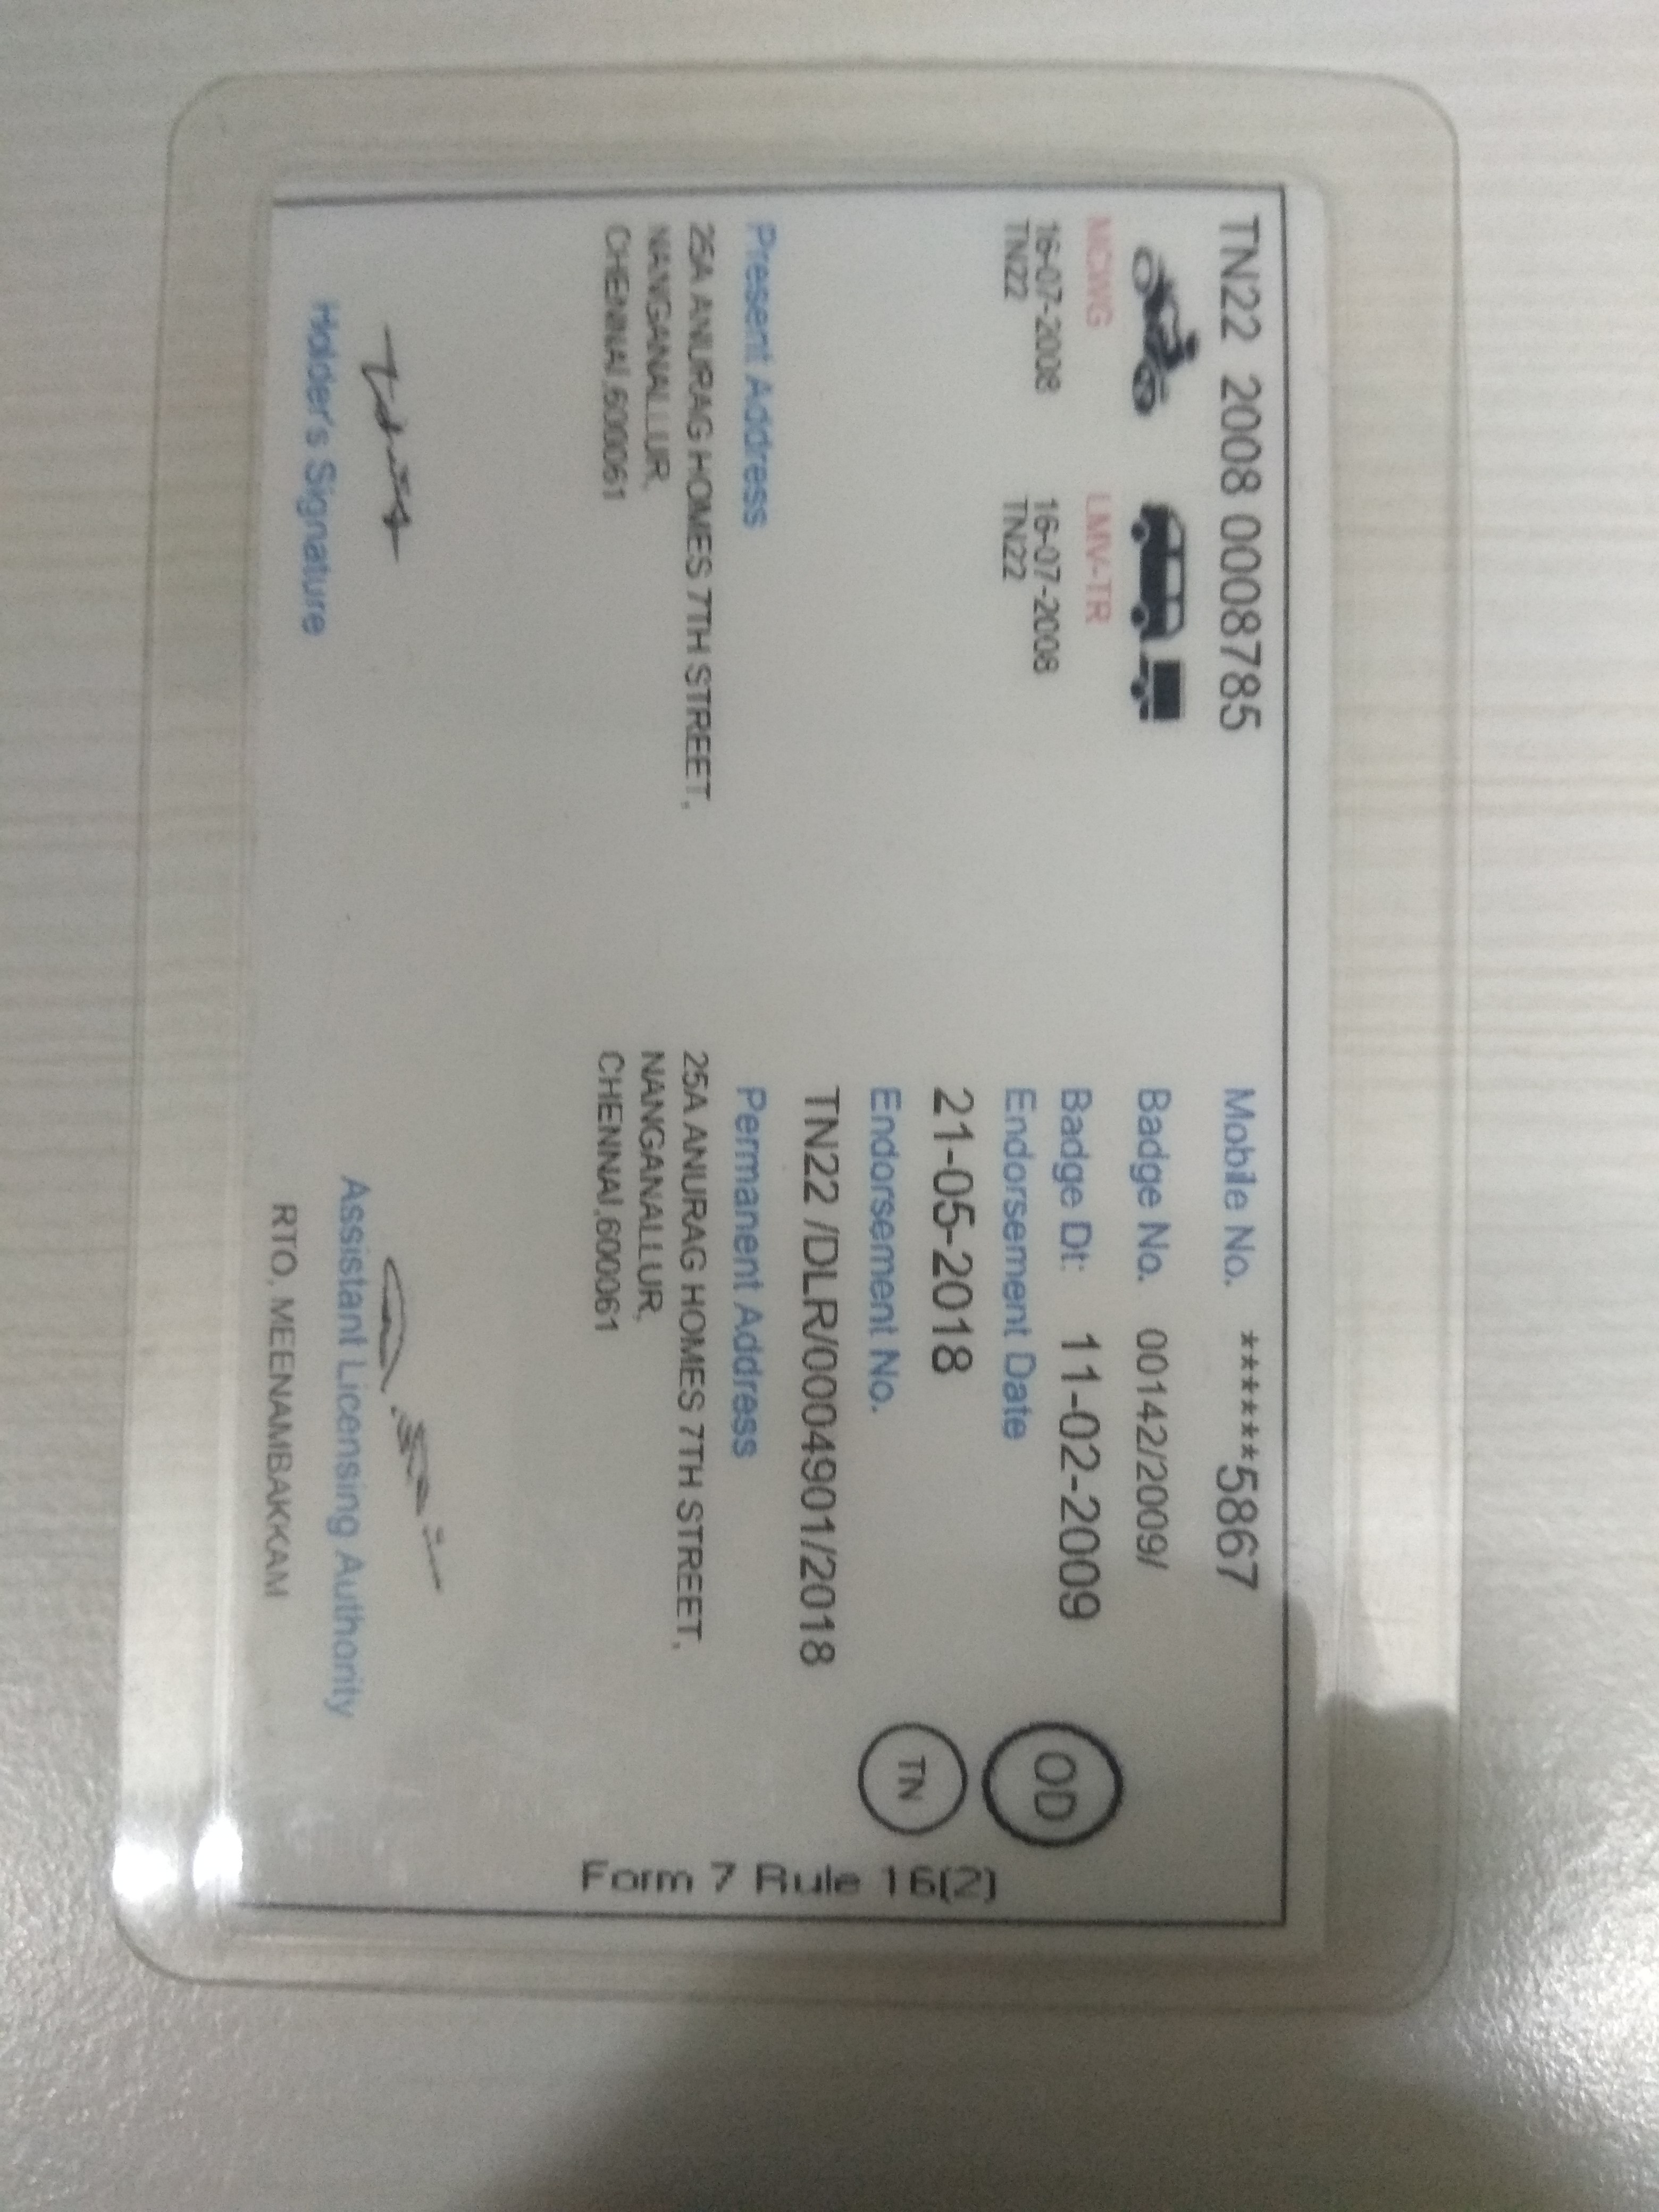 TN22 2008 0008785
Mobile No. ******5867
MCWG
16-07-2008
TN22
LMV-TR
16-07-2008
TN22
Badge No. 00142/2009/
Badge Dt: 11-02-2009
Endorsement Date
21-05-2018
Endorsement No.
TN22 /DLR/0004901/2018
OD
TN
Form 7 Rule 16(2)
Present Address
25A ANURAG HOMES 7TH STREET,
NANGANALLUR,
CHENNAI,600061
Permanent Address
25A ANURAG HOMES 7TH STREET,
NANGANALLUR,
CHENNAI,600061
Holder's Signature
Assistant Licensing Authority
RTO, MEENAMBAKKAM